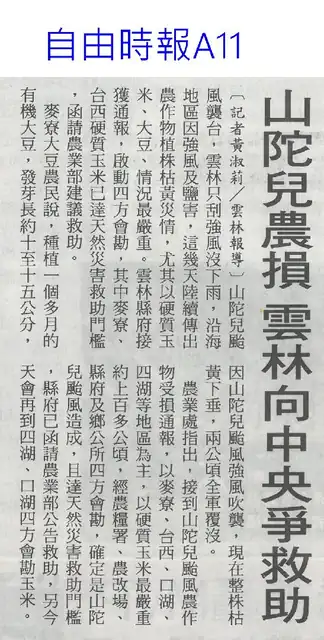 自由時報A11
山陀兒農損 雲林向中央爭救助
〔記者黃淑莉／雲林報導〕山陀兒颱
風襲台，雲林只刮強風沒下雨，沿海
地區因強風及鹽害，這幾天陸續傳出
農作物植株枯黃災情，尤其以硬質玉
米、大豆、情況最嚴重。雲林縣府接
獲通報，啟動四方會勘，其中麥寮、
台西硬質玉米已達天然災害救助門檻
，函請農業部建議救助。
麥寮大豆農民說，種植一個多月的
有機大豆，發芽長約十至十五公分，
因山陀兒颱風強風吹襲，現在整株枯
黃下垂，兩公頃全軍覆沒。
農業處指出，接到山陀兒颱風農作
物受損通報，以麥寮、台西、口湖、
四湖等地區為主，以硬質玉米最嚴重
約上百多公頃，經農糧署、農改場、
縣府及鄉公所四方會勘，確定是山陀
兒颱風造成，且達天然災害救助門檻
，縣府已函請農業部公告救助，另今
天會再到四湖、口湖四方會勘玉米。